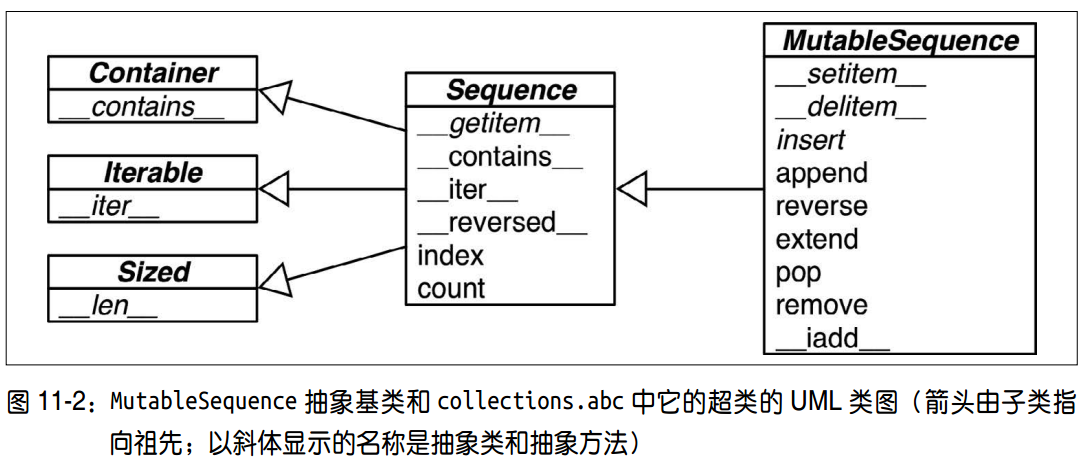 Container
__contains__
Iterable
__iter__
Sized
__len__
Sequence
__getitem__
__contains__
__iter__
__reversed__
index
count
MutableSequence
__setitem__
__delitem__
insert
append
reverse
extend
pop
remove
__iadd__
图 11-2：MutableSequence 抽象基类和 collections.abc 中它的超类的 UML 类图（箭头由子类指
向祖先；以斜体显示的名称是抽象类和抽象方法）